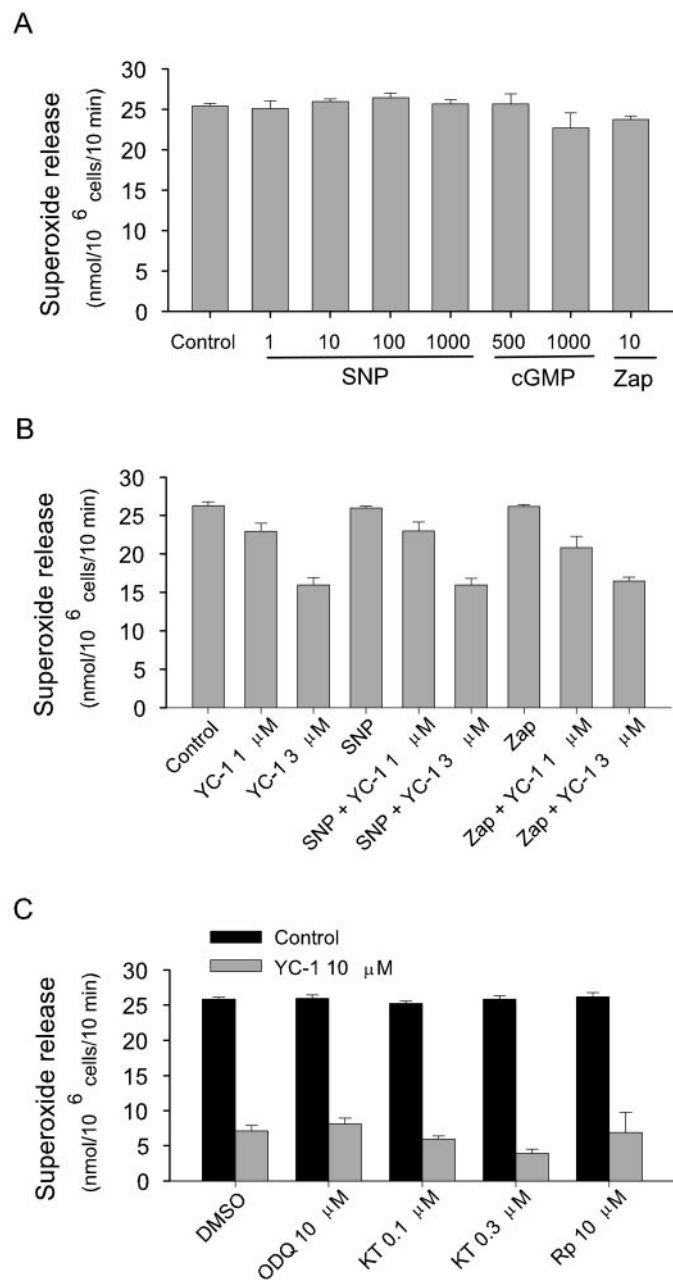 A
Superoxide release
(nmol/10 6 cells/10 min)
30
25
20
15
10
5
0
Control 1 10 100 1000 500 1000 10
SNP cGMP Zap
B
Superoxide release
(nmol/10 6 cells/10 min)
30
25
20
15
10
5
0
Control
YC-1 1 μM
YC-1 3 μM
SNP
SNP + YC-1 1 μM
SNP + YC-1 3 μM
Zap
Zap + YC-1 1 μM
Zap + YC-1 3 μM
C
Control
YC-1 10 μM
Superoxide release
(nmol/10 6 cells/10 min)
30
25
20
15
10
5
0
DMSO
ODQ 10 μM
KT 0.1 μM
KT 0.3 μM
Rp 10 μM